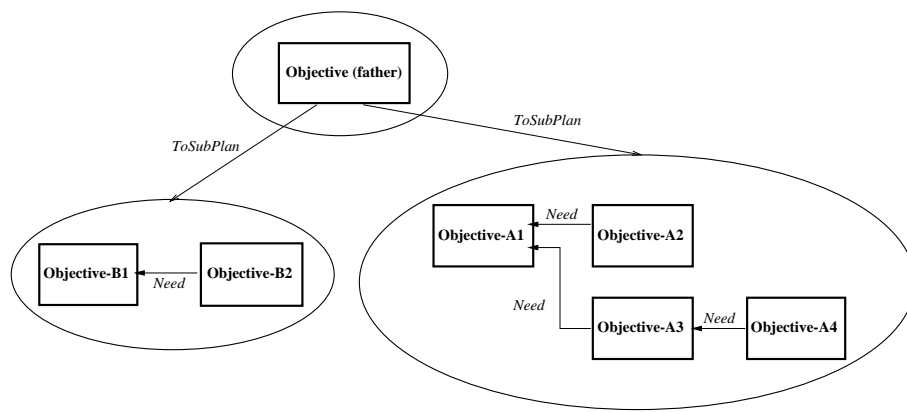 Objective (father)
ToSubPlan
ToSubPlan
Objective-B1
Need
Objective-B2
Objective-A1
Need
Objective-A2
Need
Objective-A3
Need
Objective-A4